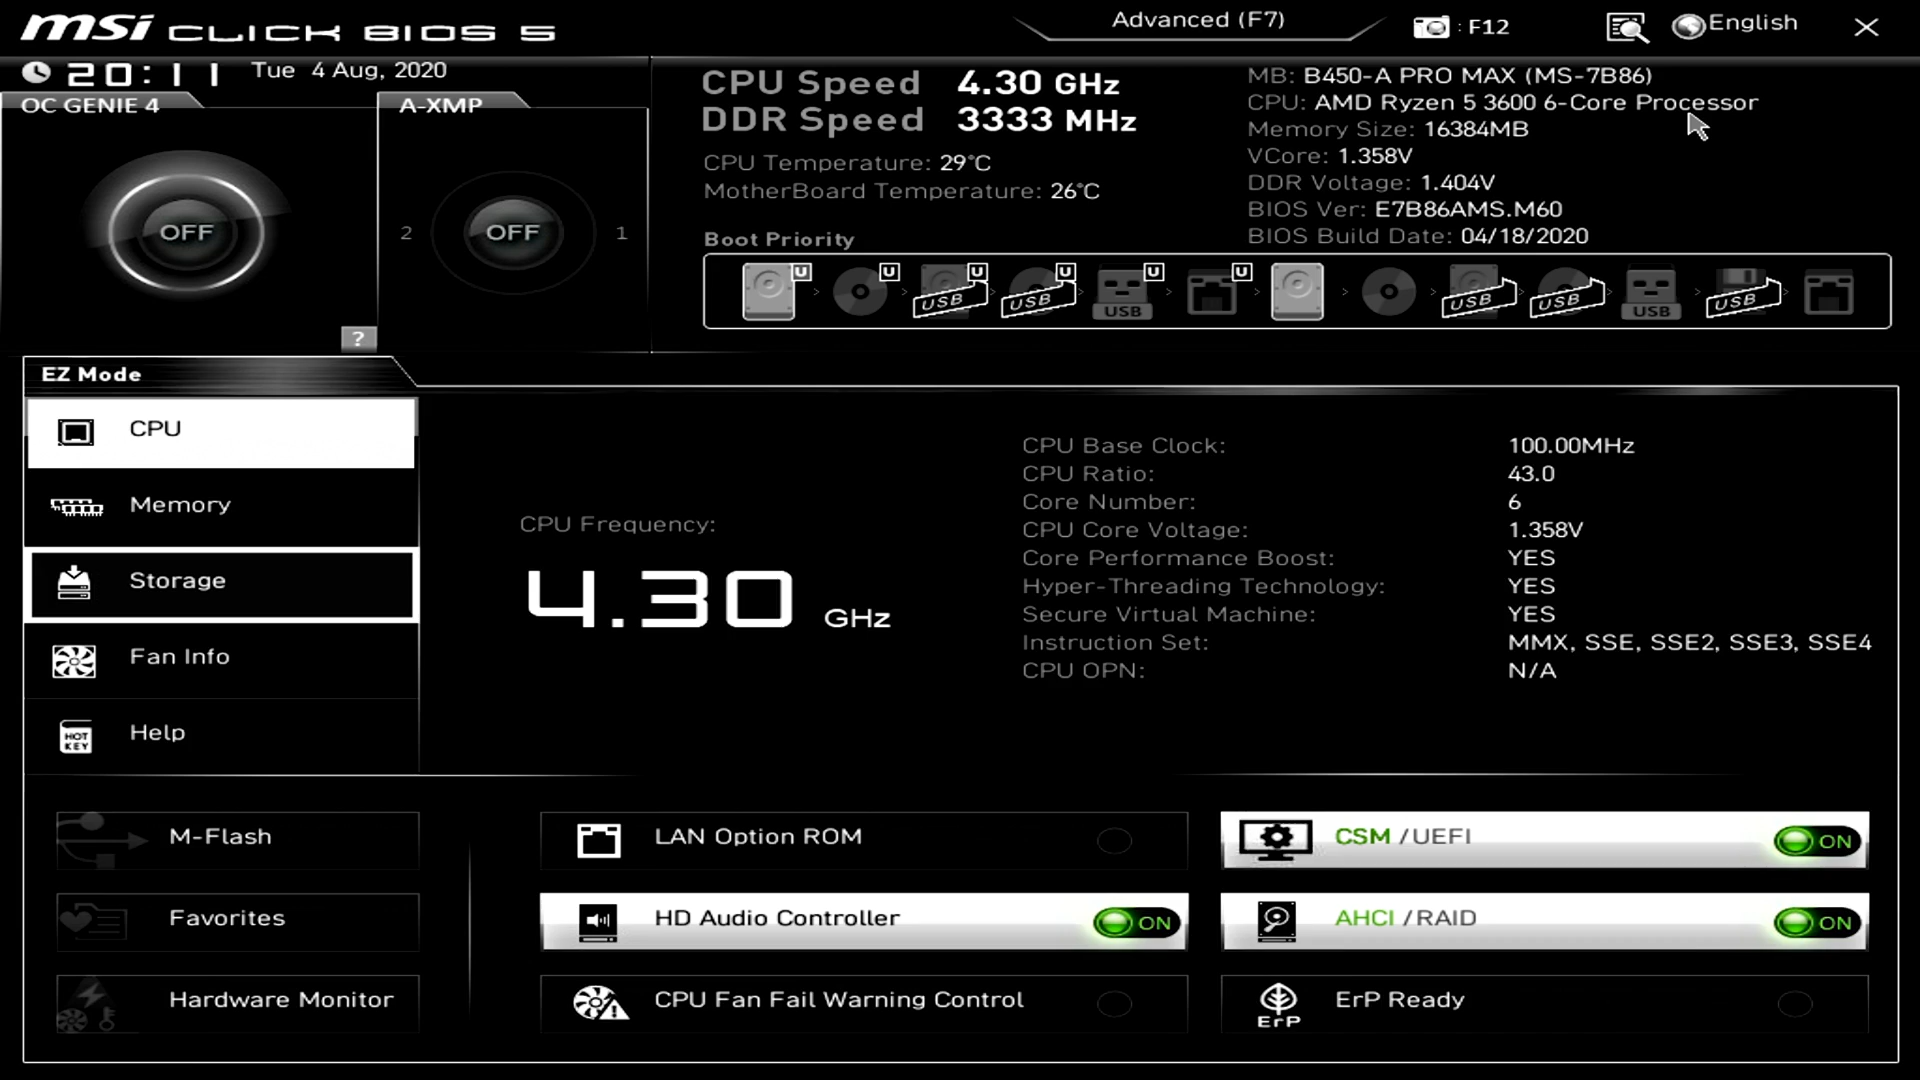 msi CLICK BIOS 5
Advanced (F7)
: F12
English
20:11 Tue 4 Aug, 2020
OC GENIE 4
OFF
?
A-XMP
2 OFF 1
CPU Speed 4.30 GHz
DDR Speed 3333 MHz
CPU Temperature: 29°C
MotherBoard Temperature: 26°C
MB: B450-A PRO MAX (MS-7B86)
CPU: AMD Ryzen 5 3600 6-Core Processor
Memory Size: 16384MB
VCore: 1.358V
DDR Voltage: 1.404V
BIOS Ver: E7B86AMS.M60
BIOS Build Date: 04/18/2020
Boot Priority
U U U USB U USB U USB U USB USB USB USB
EZ Mode
CPU
Memory
Storage
Fan Info
HOT KEY Help
CPU Frequency:
4.30 GHz
CPU Base Clock: 100.00MHz
CPU Ratio: 43.0
Core Number: 6
CPU Core Voltage: 1.358V
Core Performance Boost: YES
Hyper-Threading Technology: YES
Secure Virtual Machine: YES
Instruction Set: MMX, SSE, SSE2, SSE3, SSE4
CPU OPN: N/A
M-Flash
Favorites
Hardware Monitor
LAN Option ROM
HD Audio Controller ON
CPU Fan Fail Warning Control
CSM /UEFI ON
AHCI /RAID ON
ErP ErP Ready